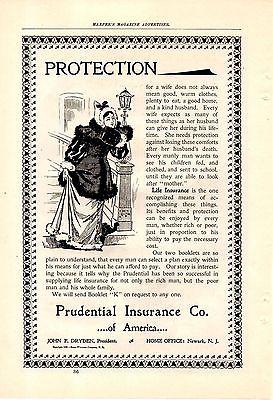 HARPER'S MAGAZINE ADVERTISER.
PROTECTION
for a wife does not always
mean good, warm clothes,
plenty to eat, a good home,
and a kind husband. Every
wife expects as many of
these things as her husband
can give her during his life-
time. She needs protection
against losing these comforts
after her husband's death.
Every manly man wants to
see his children fed,
clothed, and sent to school
until they are able to look
after "mother."
Life Insurance is the one
recognized means of ac-
complishing these things.
Its benefits and protection
can be enjoyed by every
man, whether rich or poor,
just in proportion to his
ability to pay the necessary
cost.
Our two booklets are so
plain to understand, that every man can select a plan exactly within
his means for just what he can afford to pay. Our story is inter-
esting because it tells why the Prudential has been so successful in
supplying life insurance for not only the rich man, but the poor
man and his whole family.
We will send Booklet "K" on request to any one.
Prudential Insurance Co.
....of America....
JOHN F. DRYDEN, President. HOME OFFICE: Newark, N. J.
86